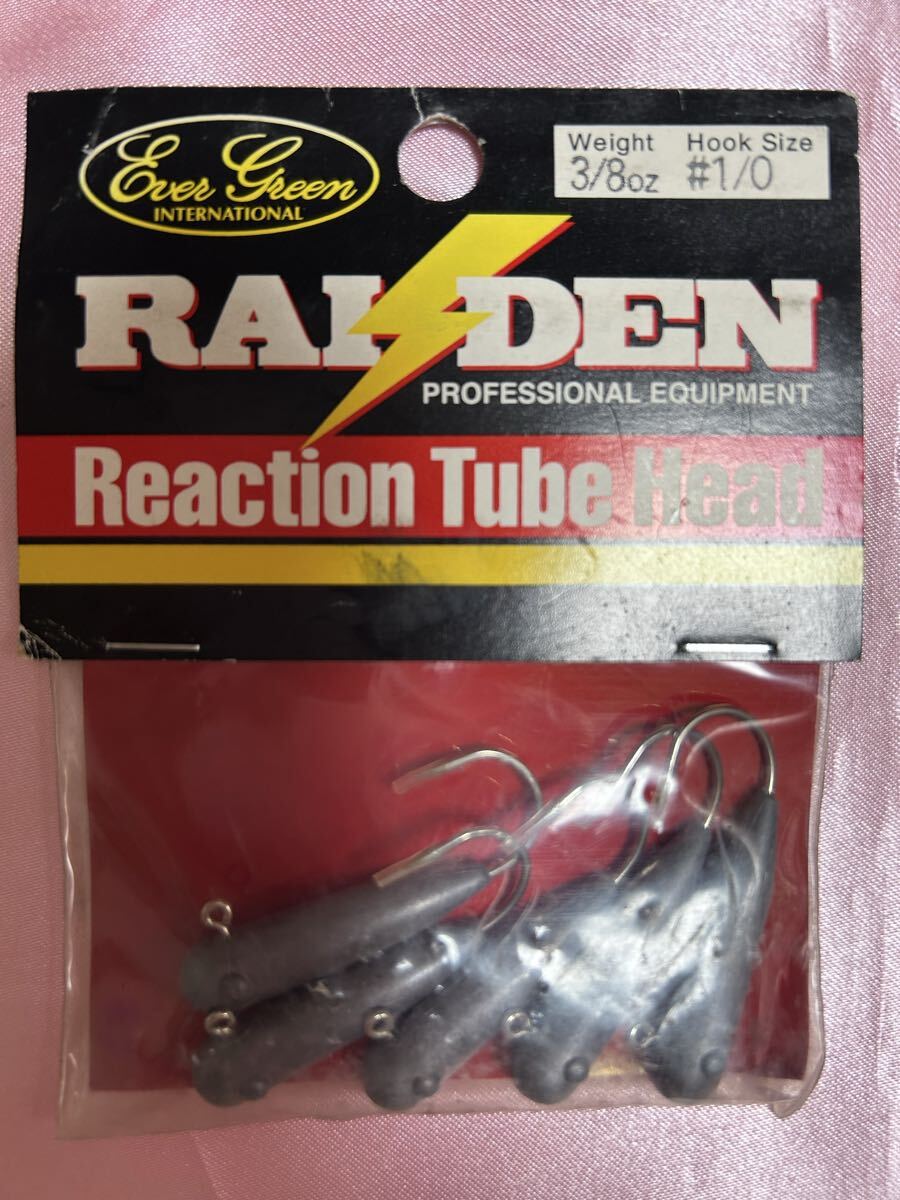 Ever Green
INTERNATIONAL
Weight Hook Size
3/8oz #1/0
RAIDEN
PROFESSIONAL EQUIPMENT
Reaction Tube Head